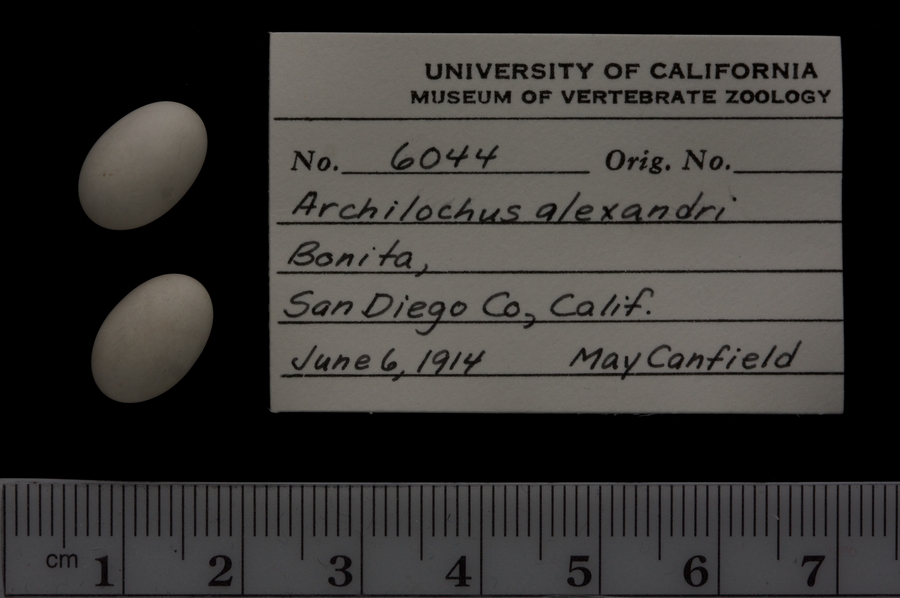 UNIVERSITY OF CALIFORNIA
MUSEUM OF VERTEBRATE ZOOLOGY
No. 6044 Orig. No.
Archilochus alexandri
Bonita,
San Diego Co, Calif.
June 6, 1914 May Canfield
cm 1 2 3 4 5 6 7